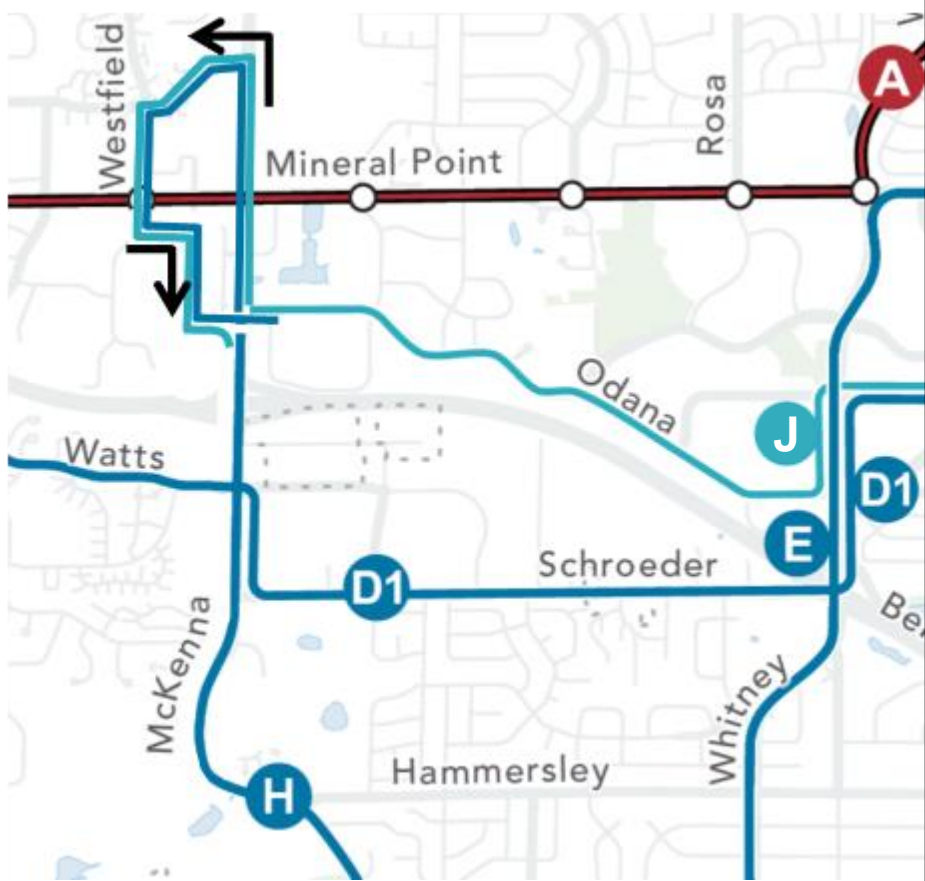 Westfield
Rosa
A
Mineral Point
Odana
J
D1
Watts
E
Schroeder
D1
McKenna
Whitney
Hammersley
H